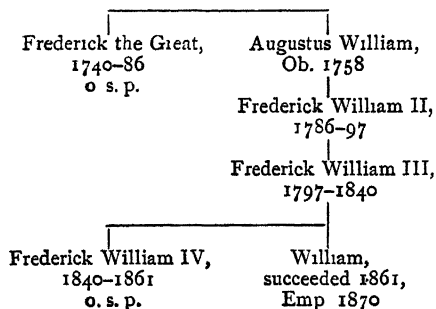 Frederick the Great,
1740–86
o s. p.
Augustus William,
Ob. 1758
Frederick William II,
1786–97
Frederick William III,
1797–1840
Frederick William IV,
1840–1861
o. s. p.
William,
succeeded 1861,
Emp 1870